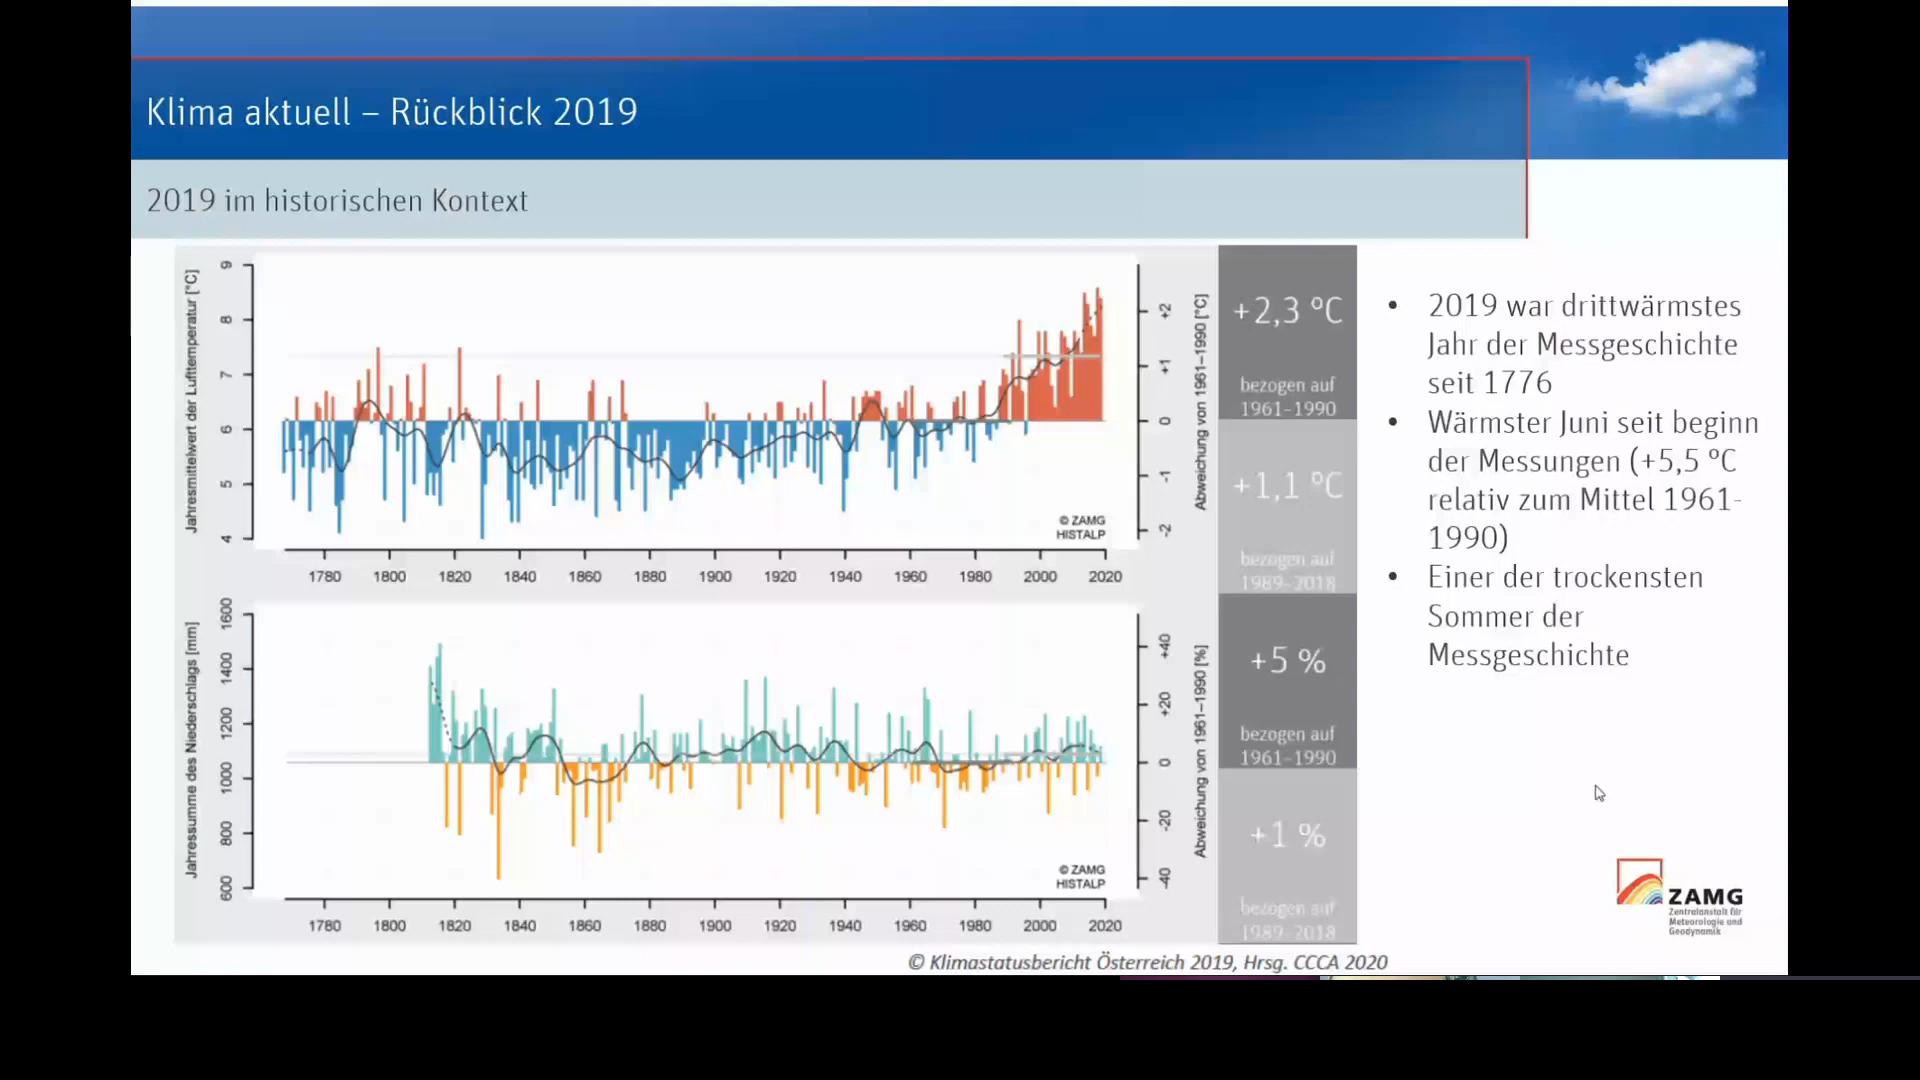 Klima aktuell – Rückblick 2019
2019 im historischen Kontext
Jahresmittelwert der Lufttemperatur [°C]
9
8
7
6
5
4
+2
+1
0
-1
-2
Abweichung von 1961–1990 [°C]
© ZAMG
HISTALP
1780 1800 1820 1840 1860 1880 1900 1920 1940 1960 1980 2000 2020
Jahressumme des Niederschlags [mm]
1600
1400
1200
1000
800
600
+40
+20
0
-20
-40
Abweichung von 1961–1990 [%]
© ZAMG
HISTALP
1780 1800 1820 1840 1860 1880 1900 1920 1940 1960 1980 2000 2020
+2,3 °C
bezogen auf
1961–1990
+1,1 °C
bezogen auf
1989–2018
+5 %
bezogen auf
1961–1990
+1 %
bezogen auf
1989–2018
• 2019 war drittwärmstes
Jahr der Messgeschichte
seit 1776
• Wärmster Juni seit beginn
der Messungen (+5,5 °C
relativ zum Mittel 1961-
1990)
• Einer der trockensten
Sommer der
Messgeschichte
ZAMG
Zentralanstalt für
Meteorologie und
Geodynamik
© Klimastatusbericht Österreich 2019, Hrsg. CCCA 2020